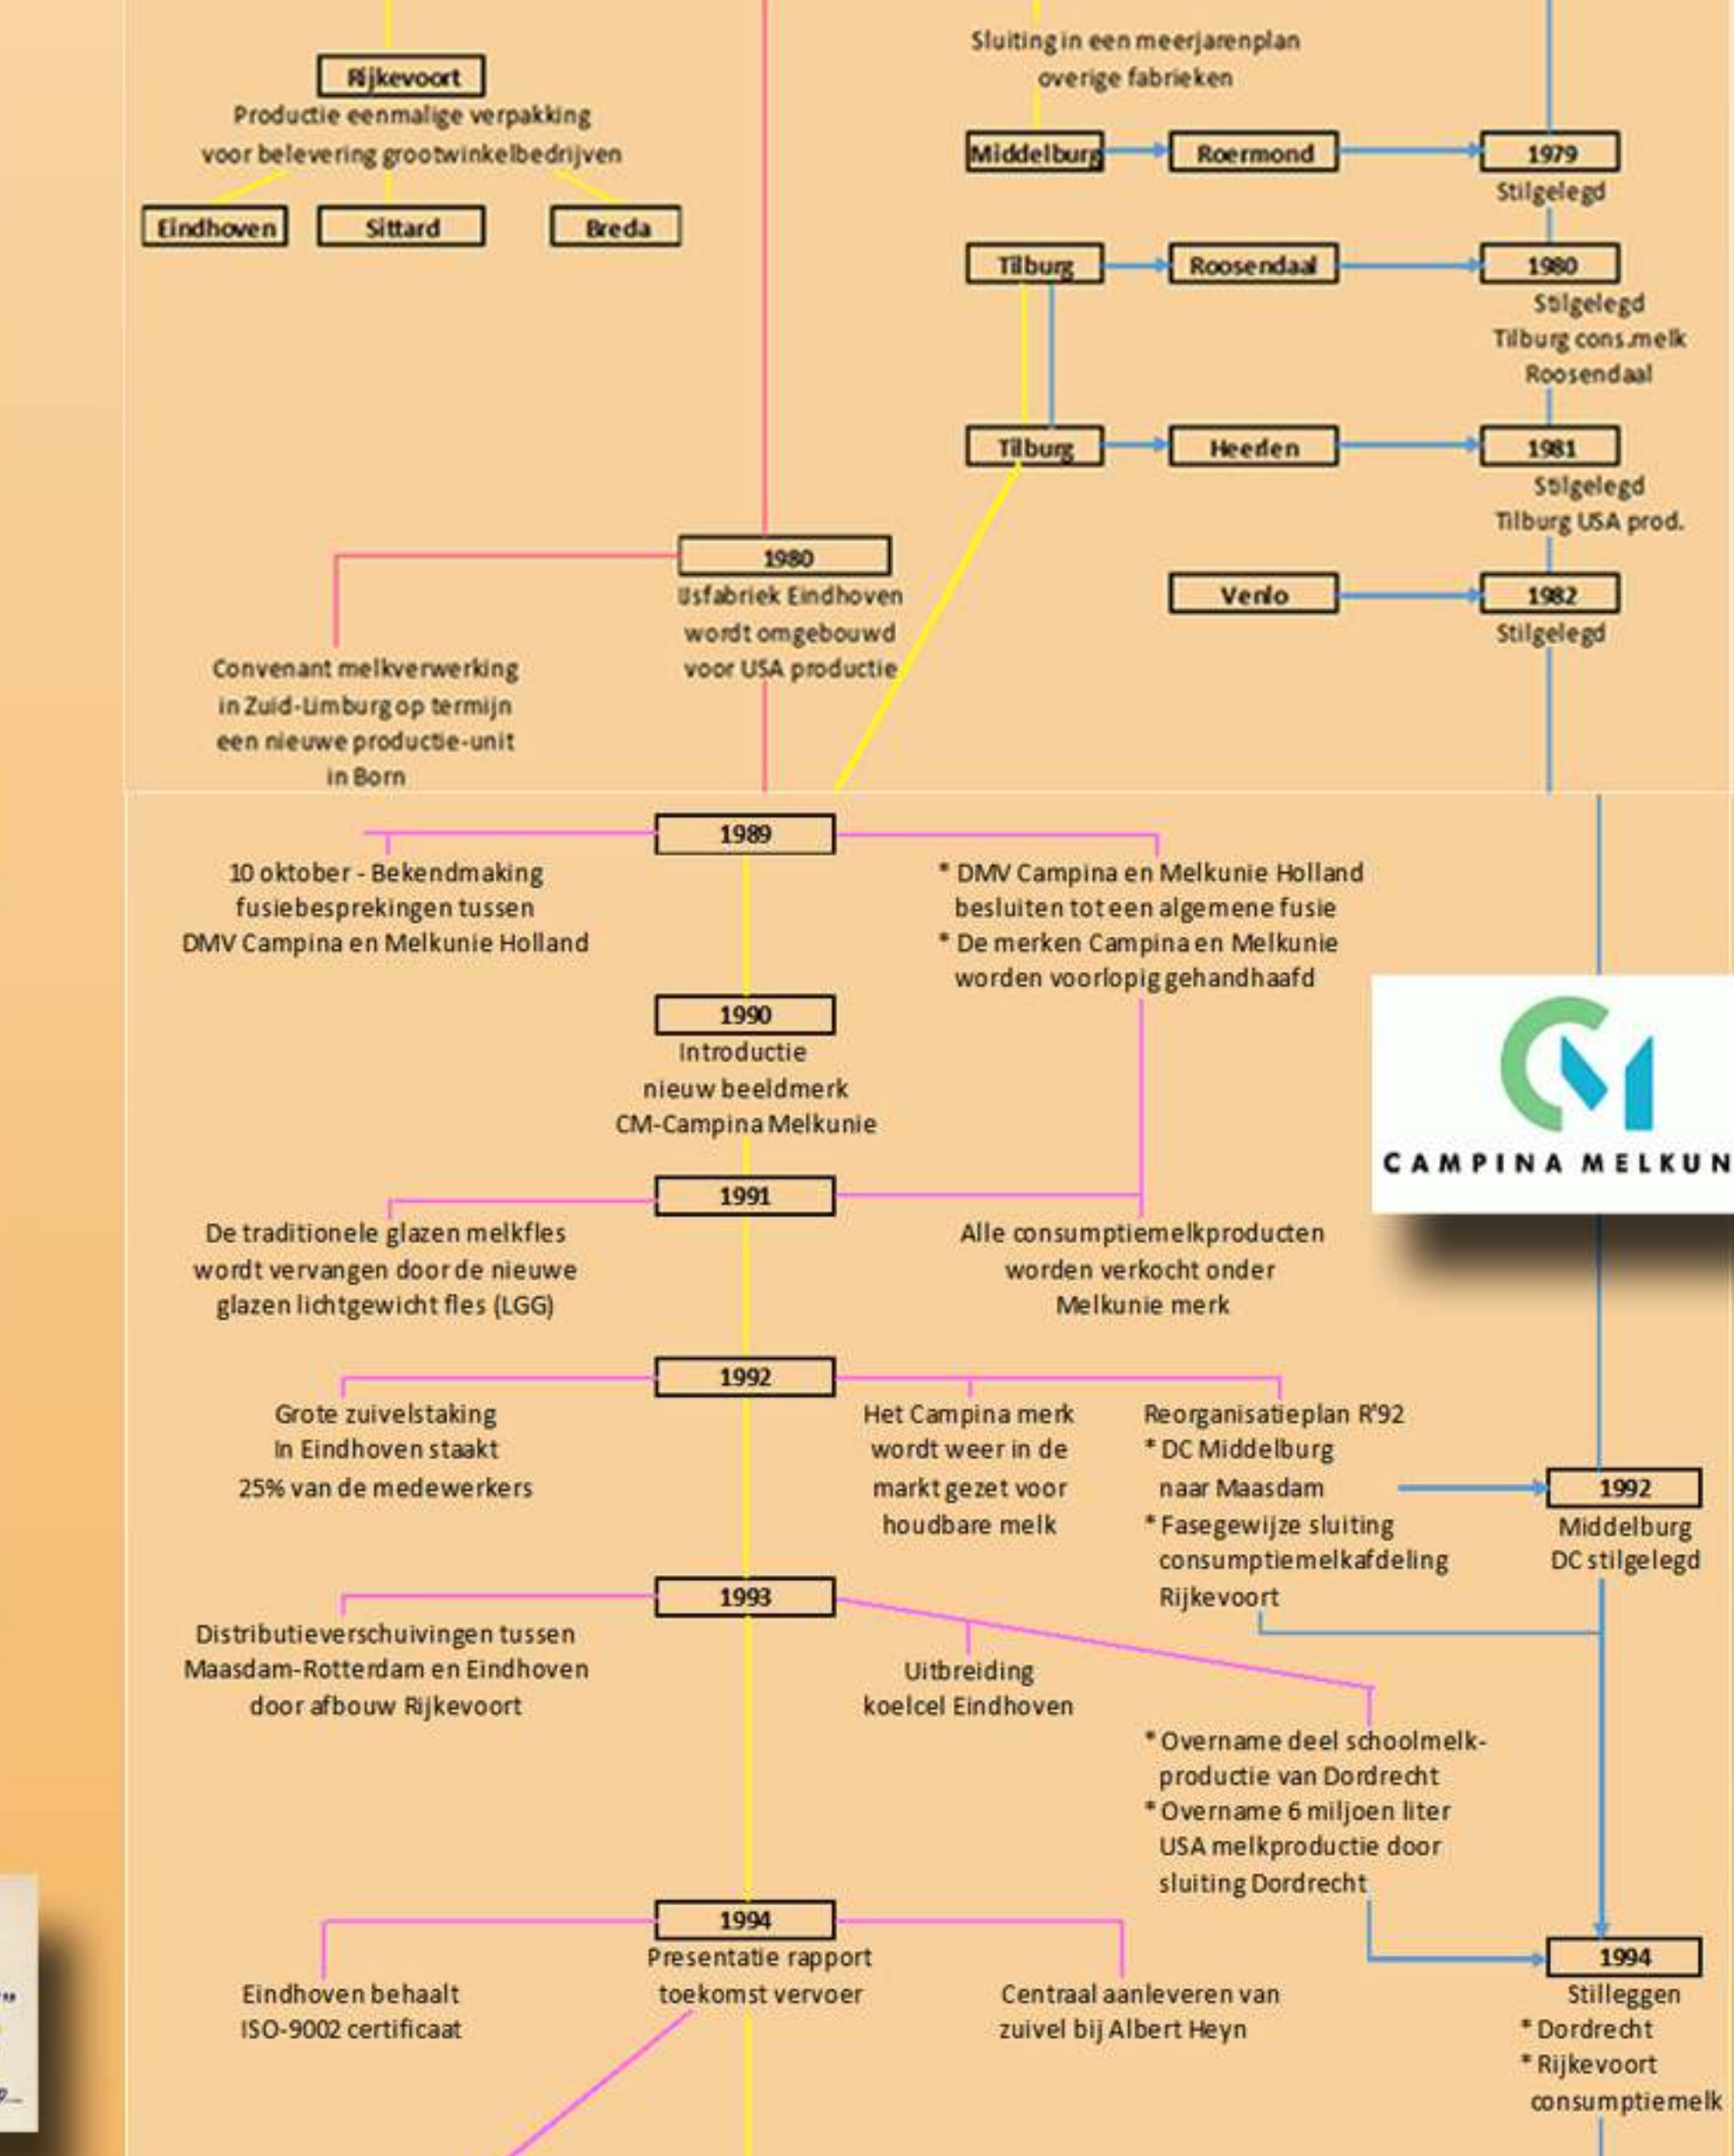 Sluiting in een meerjarenplan
overige fabrieken
Rijkevoort
Productie eenmalige verpakking
voor belevering grootwinkelbedrijven
Eindhoven
Sittard
Breda
Middelburg
Roermond
1979
Stilgelegd
Tilburg
Roosendaal
1980
Stilgelegd
Tilburg cons.melk
Roosendaal
Tilburg
Heerlen
1981
Stilgelegd
Tilburg USA prod.
Venlo
1982
Stilgelegd
1980
IJsfabriek Eindhoven
wordt omgebouwd
voor USA productie
Convenant melkverwerking
in Zuid-Limburg op termijn
een nieuwe productie-unit
in Born
1989
10 oktober - Bekendmaking
fusiebesprekingen tussen
DMV Campina en Melkunie Holland
* DMV Campina en Melkunie Holland
besluiten tot een algemene fusie
* De merken Campina en Melkunie
worden voorlopig gehandhaafd
1990
Introductie
nieuw beeldmerk
CM-Campina Melkunie
CM
CAMPINA MELKUN
1991
De traditionele glazen melkfles
wordt vervangen door de nieuwe
glazen lichtgewicht fles (LGG)
Alle consumptiemelkproducten
worden verkocht onder
Melkunie merk
1992
Grote zuivelstaking
In Eindhoven staakt
25% van de medewerkers
Het Campina merk
wordt weer in de
markt gezet voor
houdbare melk
Reorganisatieplan R'92
* DC Middelburg
naar Maasdam
* Fasegewijze sluiting
consumptiemelkafdeling
Rijkevoort
1992
Middelburg
DC stilgelegd
1993
Distributieverschuivingen tussen
Maasdam-Rotterdam en Eindhoven
door afbouw Rijkevoort
Uitbreiding
koelcel Eindhoven
* Overname deel schoolmelk-
productie van Dordrecht
* Overname 6 miljoen liter
USA melkproductie door
sluiting Dordrecht
1994
Presentatie rapport
toekomst vervoer
Eindhoven behaalt
ISO-9002 certificaat
Centraal aanleveren van
zuivel bij Albert Heyn
1994
Stilleggen
* Dordrecht
* Rijkevoort
consumptiemelk